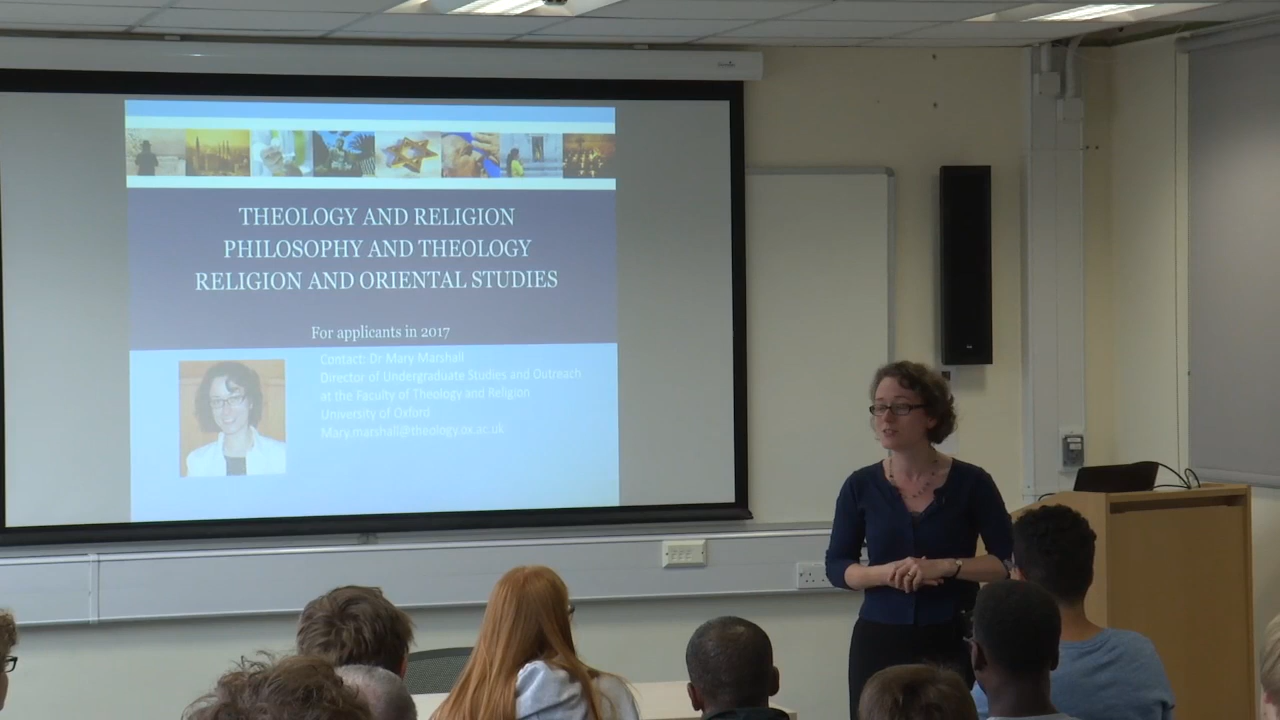 THEOLOGY AND RELIGION
PHILOSOPHY AND THEOLOGY
RELIGION AND ORIENTAL STUDIES
For applicants in 2017
Contact: Dr Mary Marshall
Director of Undergraduate Studies and Outreach
at the Faculty of Theology and Religion
University of Oxford
Mary.marshall@theology.ox.ac.uk